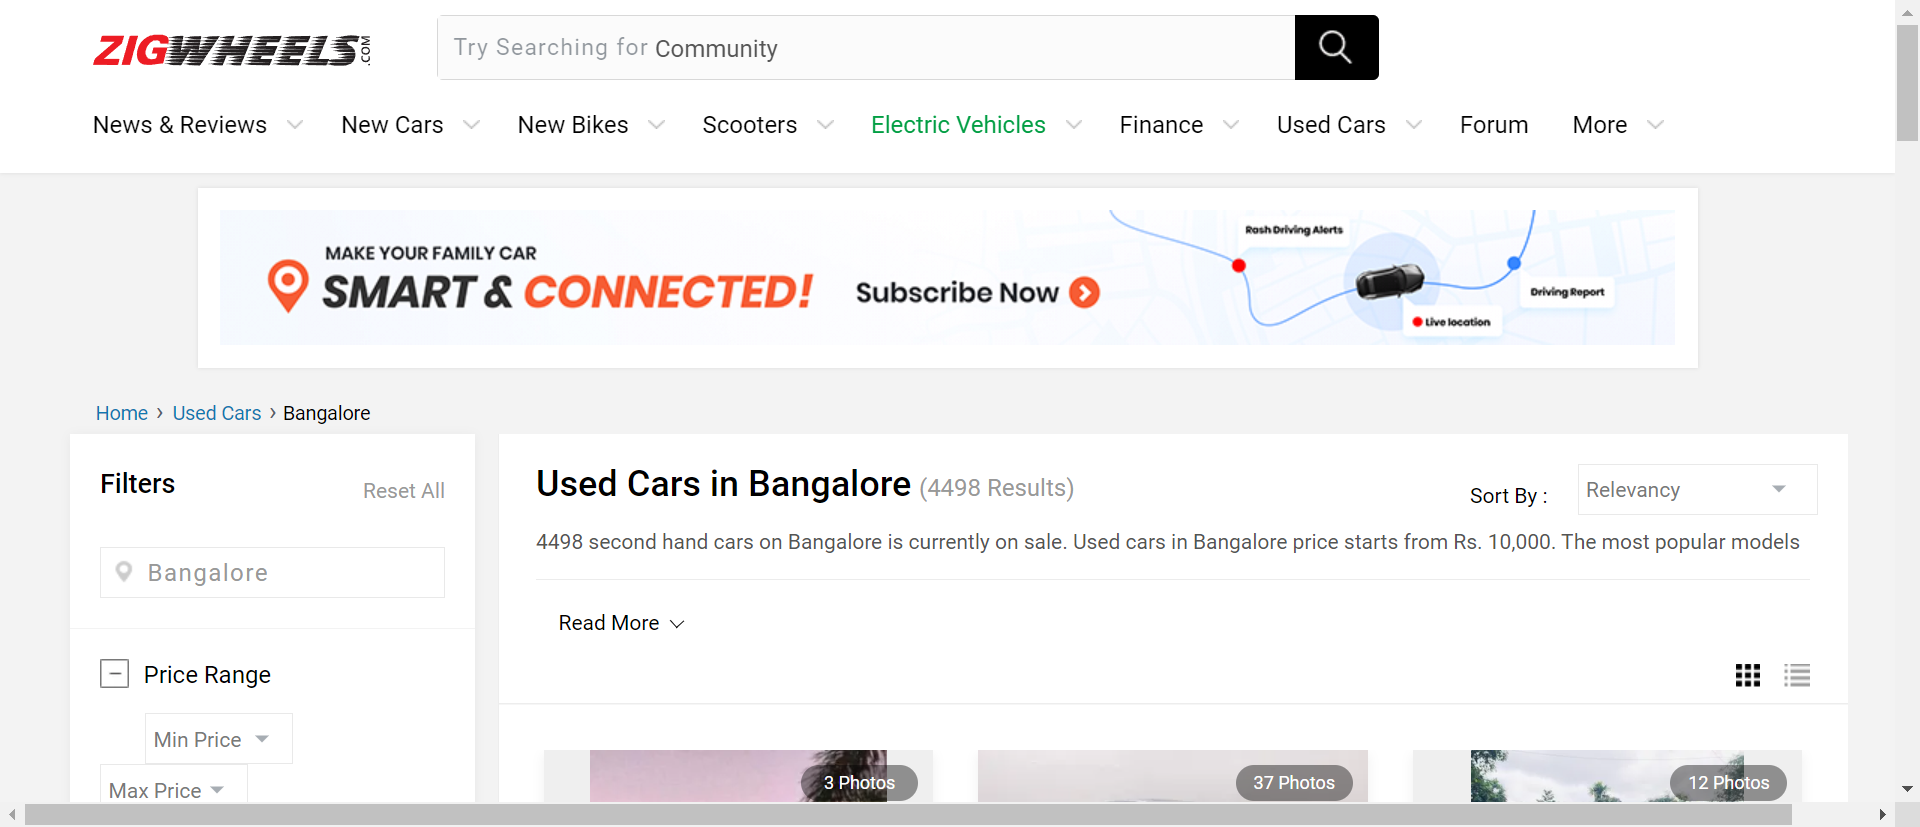 ZIGWHEELS.COM
Try Searching for Community
News & Reviews New Cars New Bikes Scooters Electric Vehicles Finance Used Cars Forum More
MAKE YOUR FAMILY CAR
SMART & CONNECTED!
Subscribe Now
Rash Driving Alerts
Driving Report
Live location
Home › Used Cars › Bangalore
Filters
Reset All
Bangalore
Price Range
Min Price
Max Price
Used Cars in Bangalore (4498 Results)
Sort By :
Relevancy
4498 second hand cars on Bangalore is currently on sale. Used cars in Bangalore price starts from Rs. 10,000. The most popular models
Read More
3 Photos
37 Photos
12 Photos